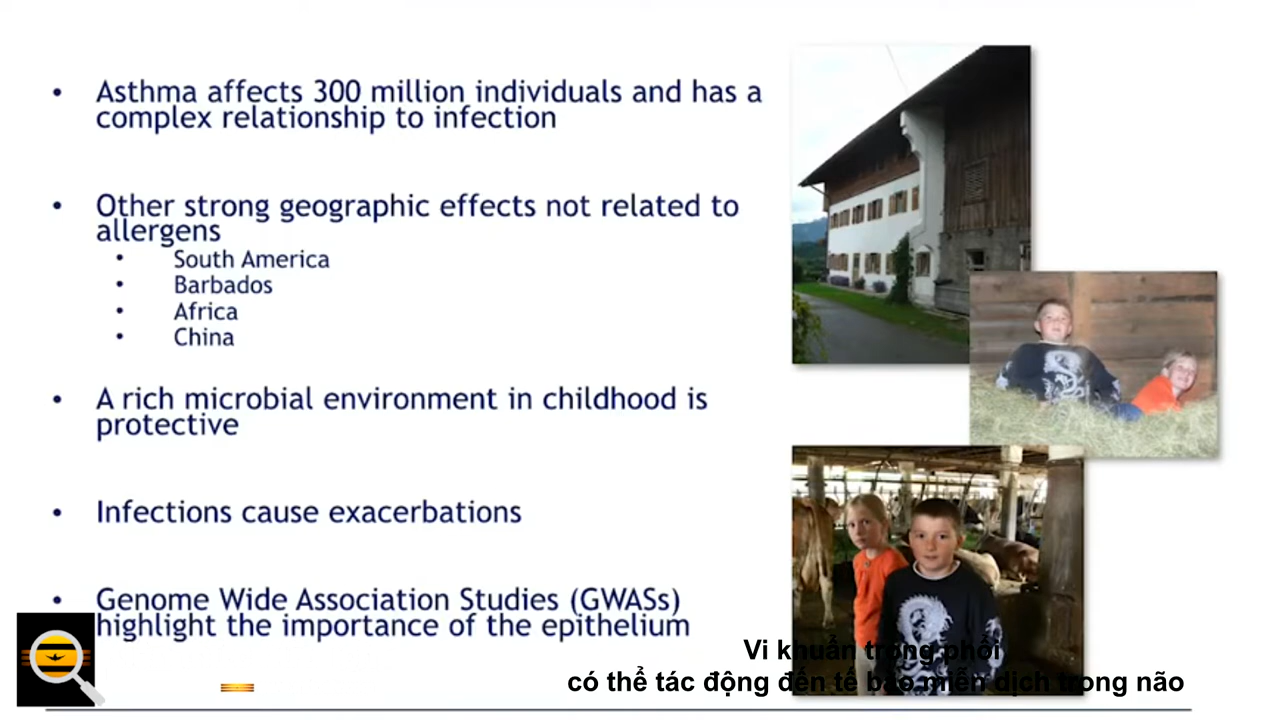 • Asthma affects 300 million individuals and has a
complex relationship to infection
• Other strong geographic effects not related to
allergens
• South America
• Barbados
• Africa
• China
• A rich microbial environment in childhood is
protective
• Infections cause exacerbations
• Genome Wide Association Studies (GWASs)
highlight the importance of the epithelium
Vi khuẩn trong phổi
có thể tác động đến tế bào miễn dịch trong não